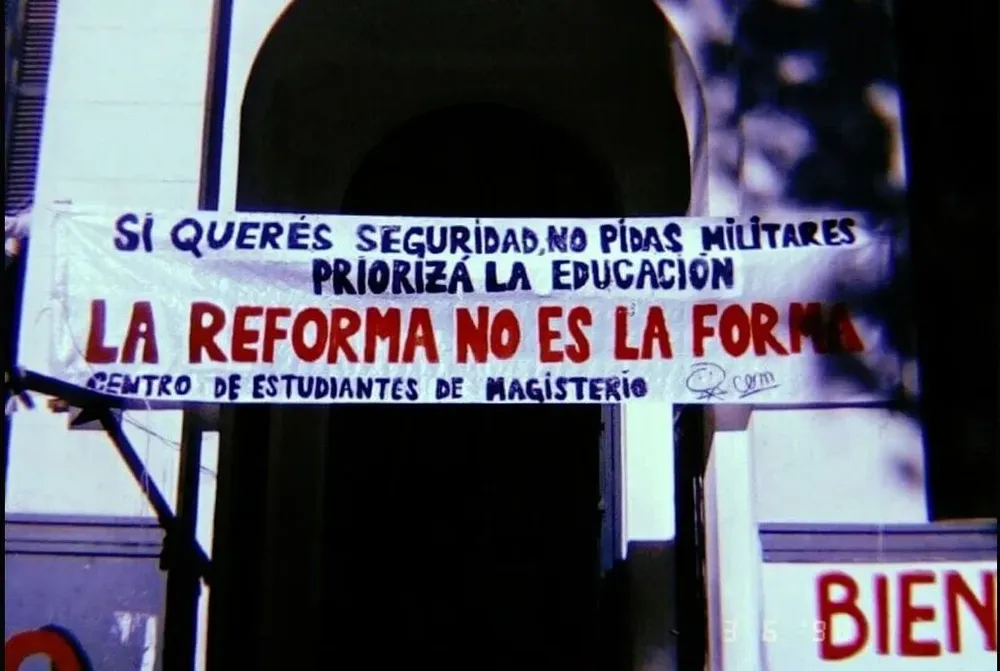 SI QUERÉS SEGURIDAD, NO PIDAS MILITARES
PRIORIZÁ LA EDUCACIÓN
LA REFORMA NO ES LA FORMA
CENTRO DE ESTUDIANTES DE MAGISTERIO cem
BIEN